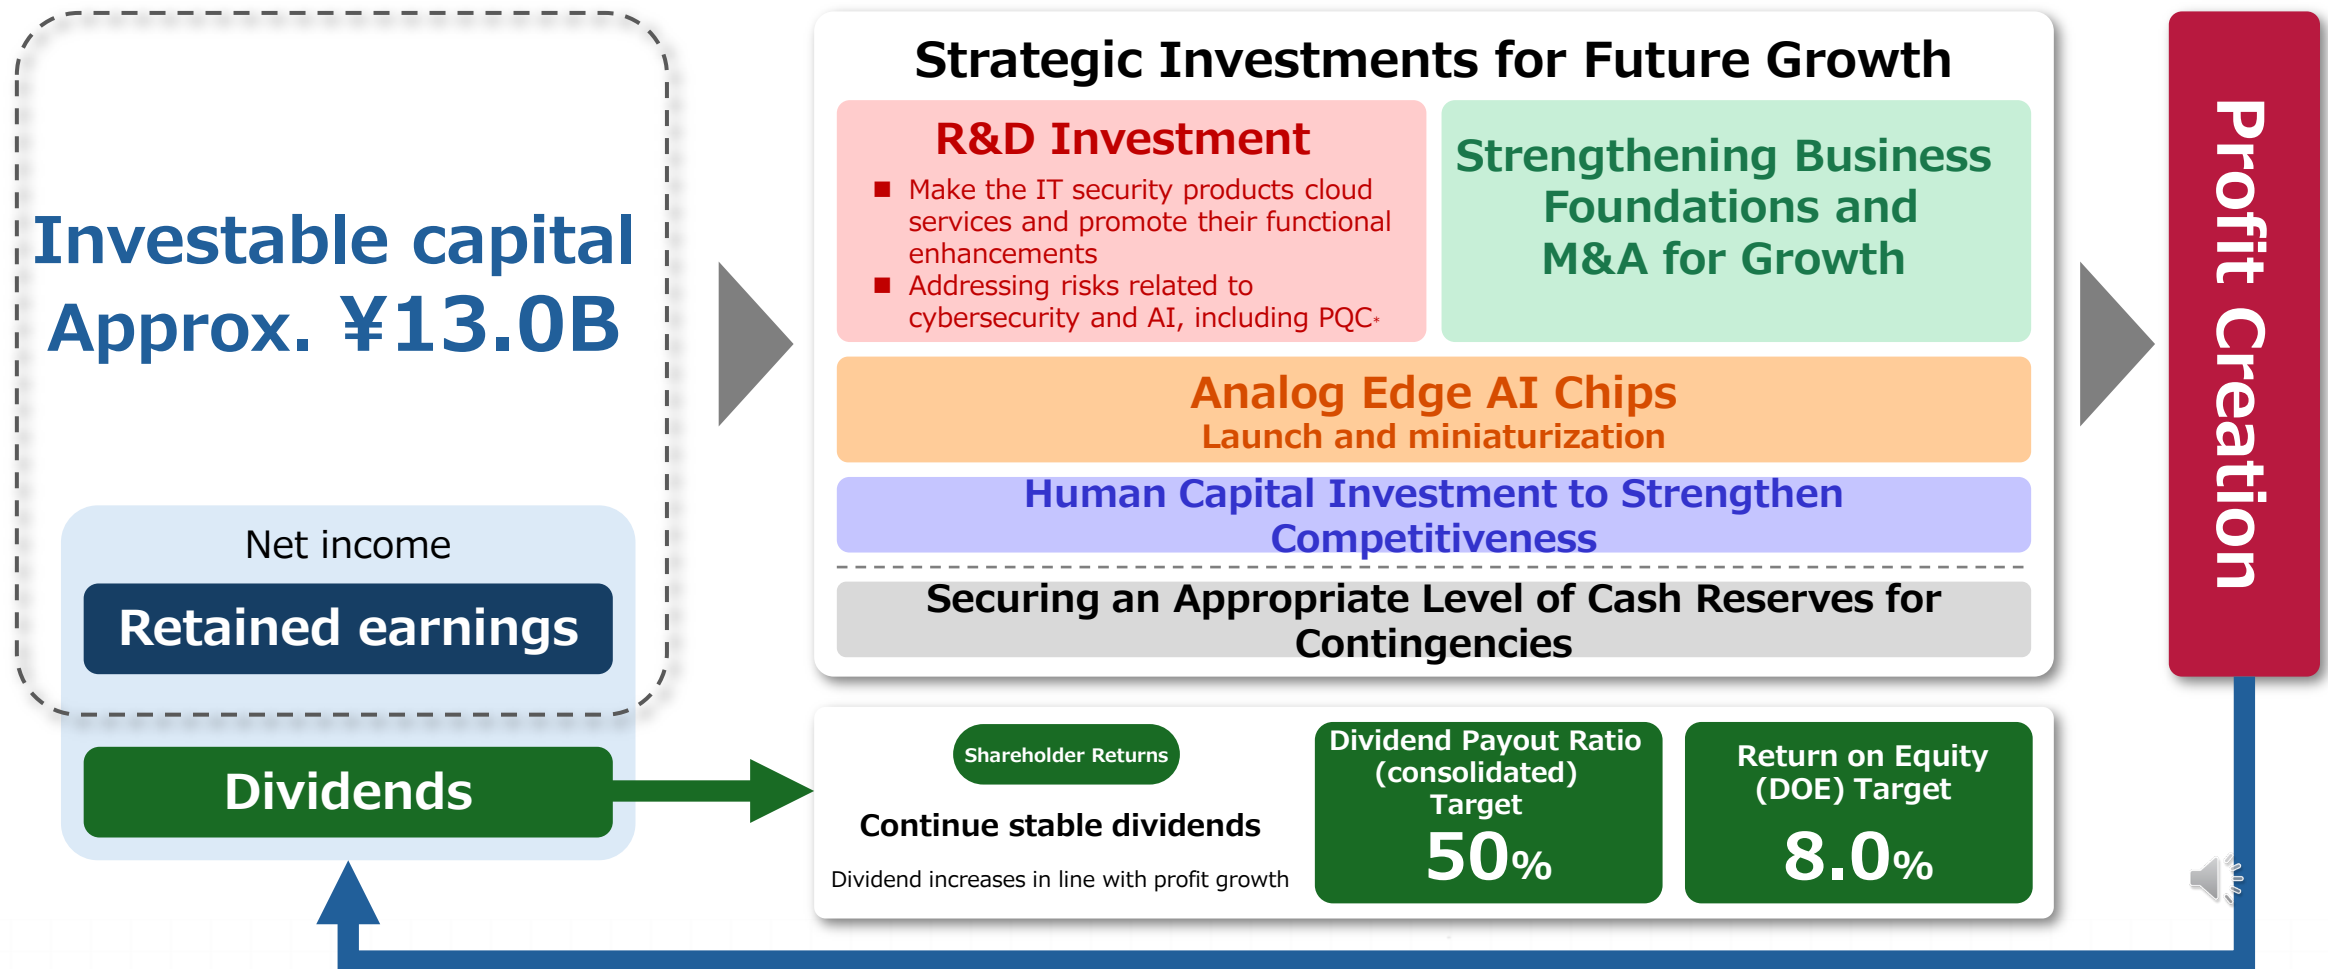 Investable capital
Approx. ¥13.0B
Net income
Retained earnings
Dividends
Strategic Investments for Future Growth
R&D Investment
■ Make the IT security products cloud
services and promote their functional
enhancements
■ Addressing risks related to
cybersecurity and AI, including PQC*
Strengthening Business
Foundations and
M&A for Growth
Analog Edge AI Chips
Launch and miniaturization
Human Capital Investment to Strengthen
Competitiveness
Securing an Appropriate Level of Cash Reserves for
Contingencies
Shareholder Returns
Continue stable dividends
Dividend increases in line with profit growth
Dividend Payout Ratio
(consolidated)
Target
50%
Return on Equity
(DOE) Target
8.0%
Profit Creation